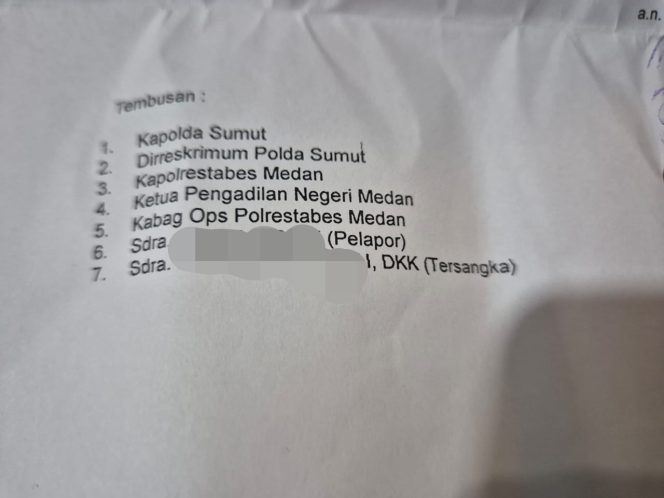 a.n.
Tembusan :
1. Kapolda Sumut
2. Dirreskrimum Polda Sumut
3. Kapolrestabes Medan
4. Ketua Pengadilan Negeri Medan
5. Kabag Ops Polrestabes Medan
6. Sdra. (Pelapor)
7. Sdra. , DKK (Tersangka)